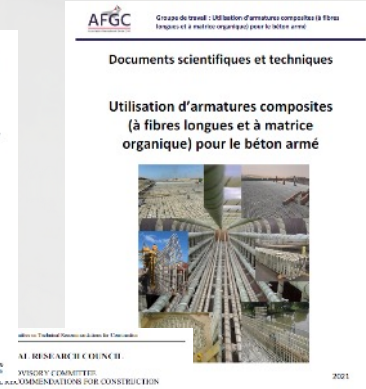 AFGC
Groupe de travail : Utilisation d'armatures composites (à fibres
longues et à matrice organique) pour le béton armé
Documents scientifiques et techniques
Utilisation d'armatures composites
(à fibres longues et à matrice
organique) pour le béton armé
AL RESEARCH COUNCIL
VISORY COMMITTEE
COMMENDATIONS FOR CONSTRUCTION
2021